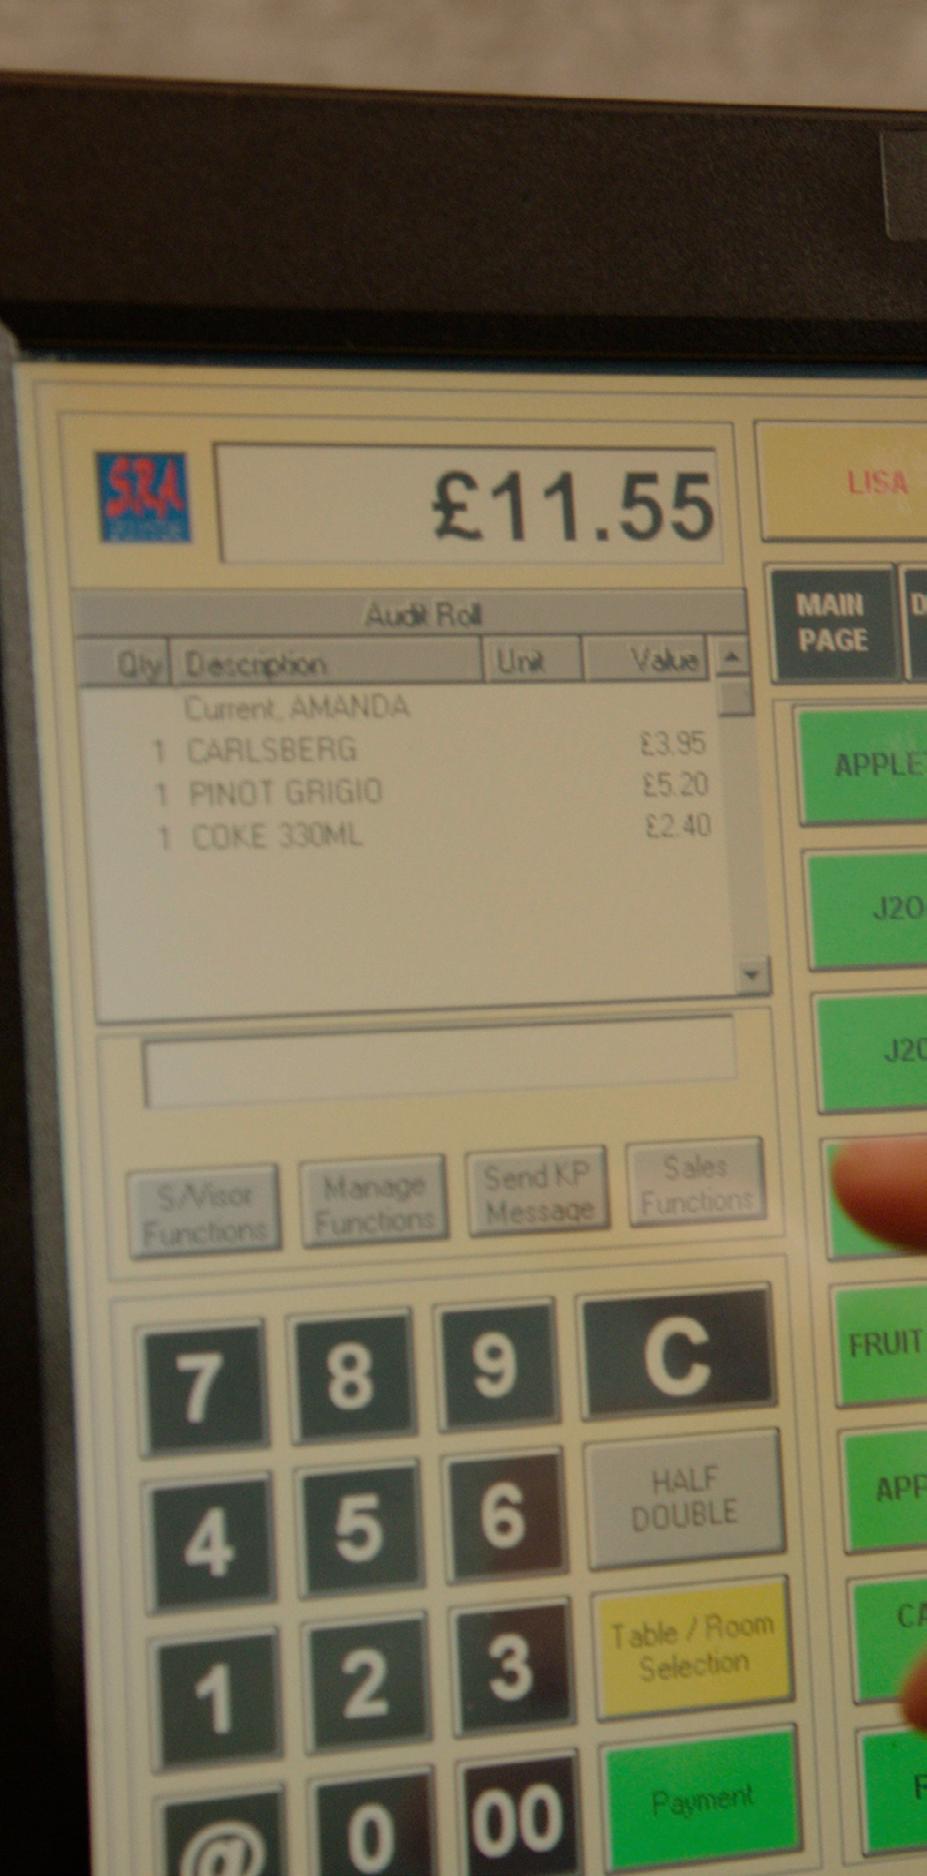 SRA
£11.55
LISA
MAIN
PAGE
Audit Roll
Qty Description Unit Value
Current, AMANDA
1 CARLSBERG £3.95
1 PINOT GRIGIO £5.20
1 COKE 330ML £2.40
APPLE
J2O
S/Visor
Functions
Manage
Functions
Send KP
Message
Sales
Functions
7 8 9 C
FRUIT
4 5 6 HALF
DOUBLE
APP
1 2 3 Table / Room
Selection
CA
@ 0 00 Payment